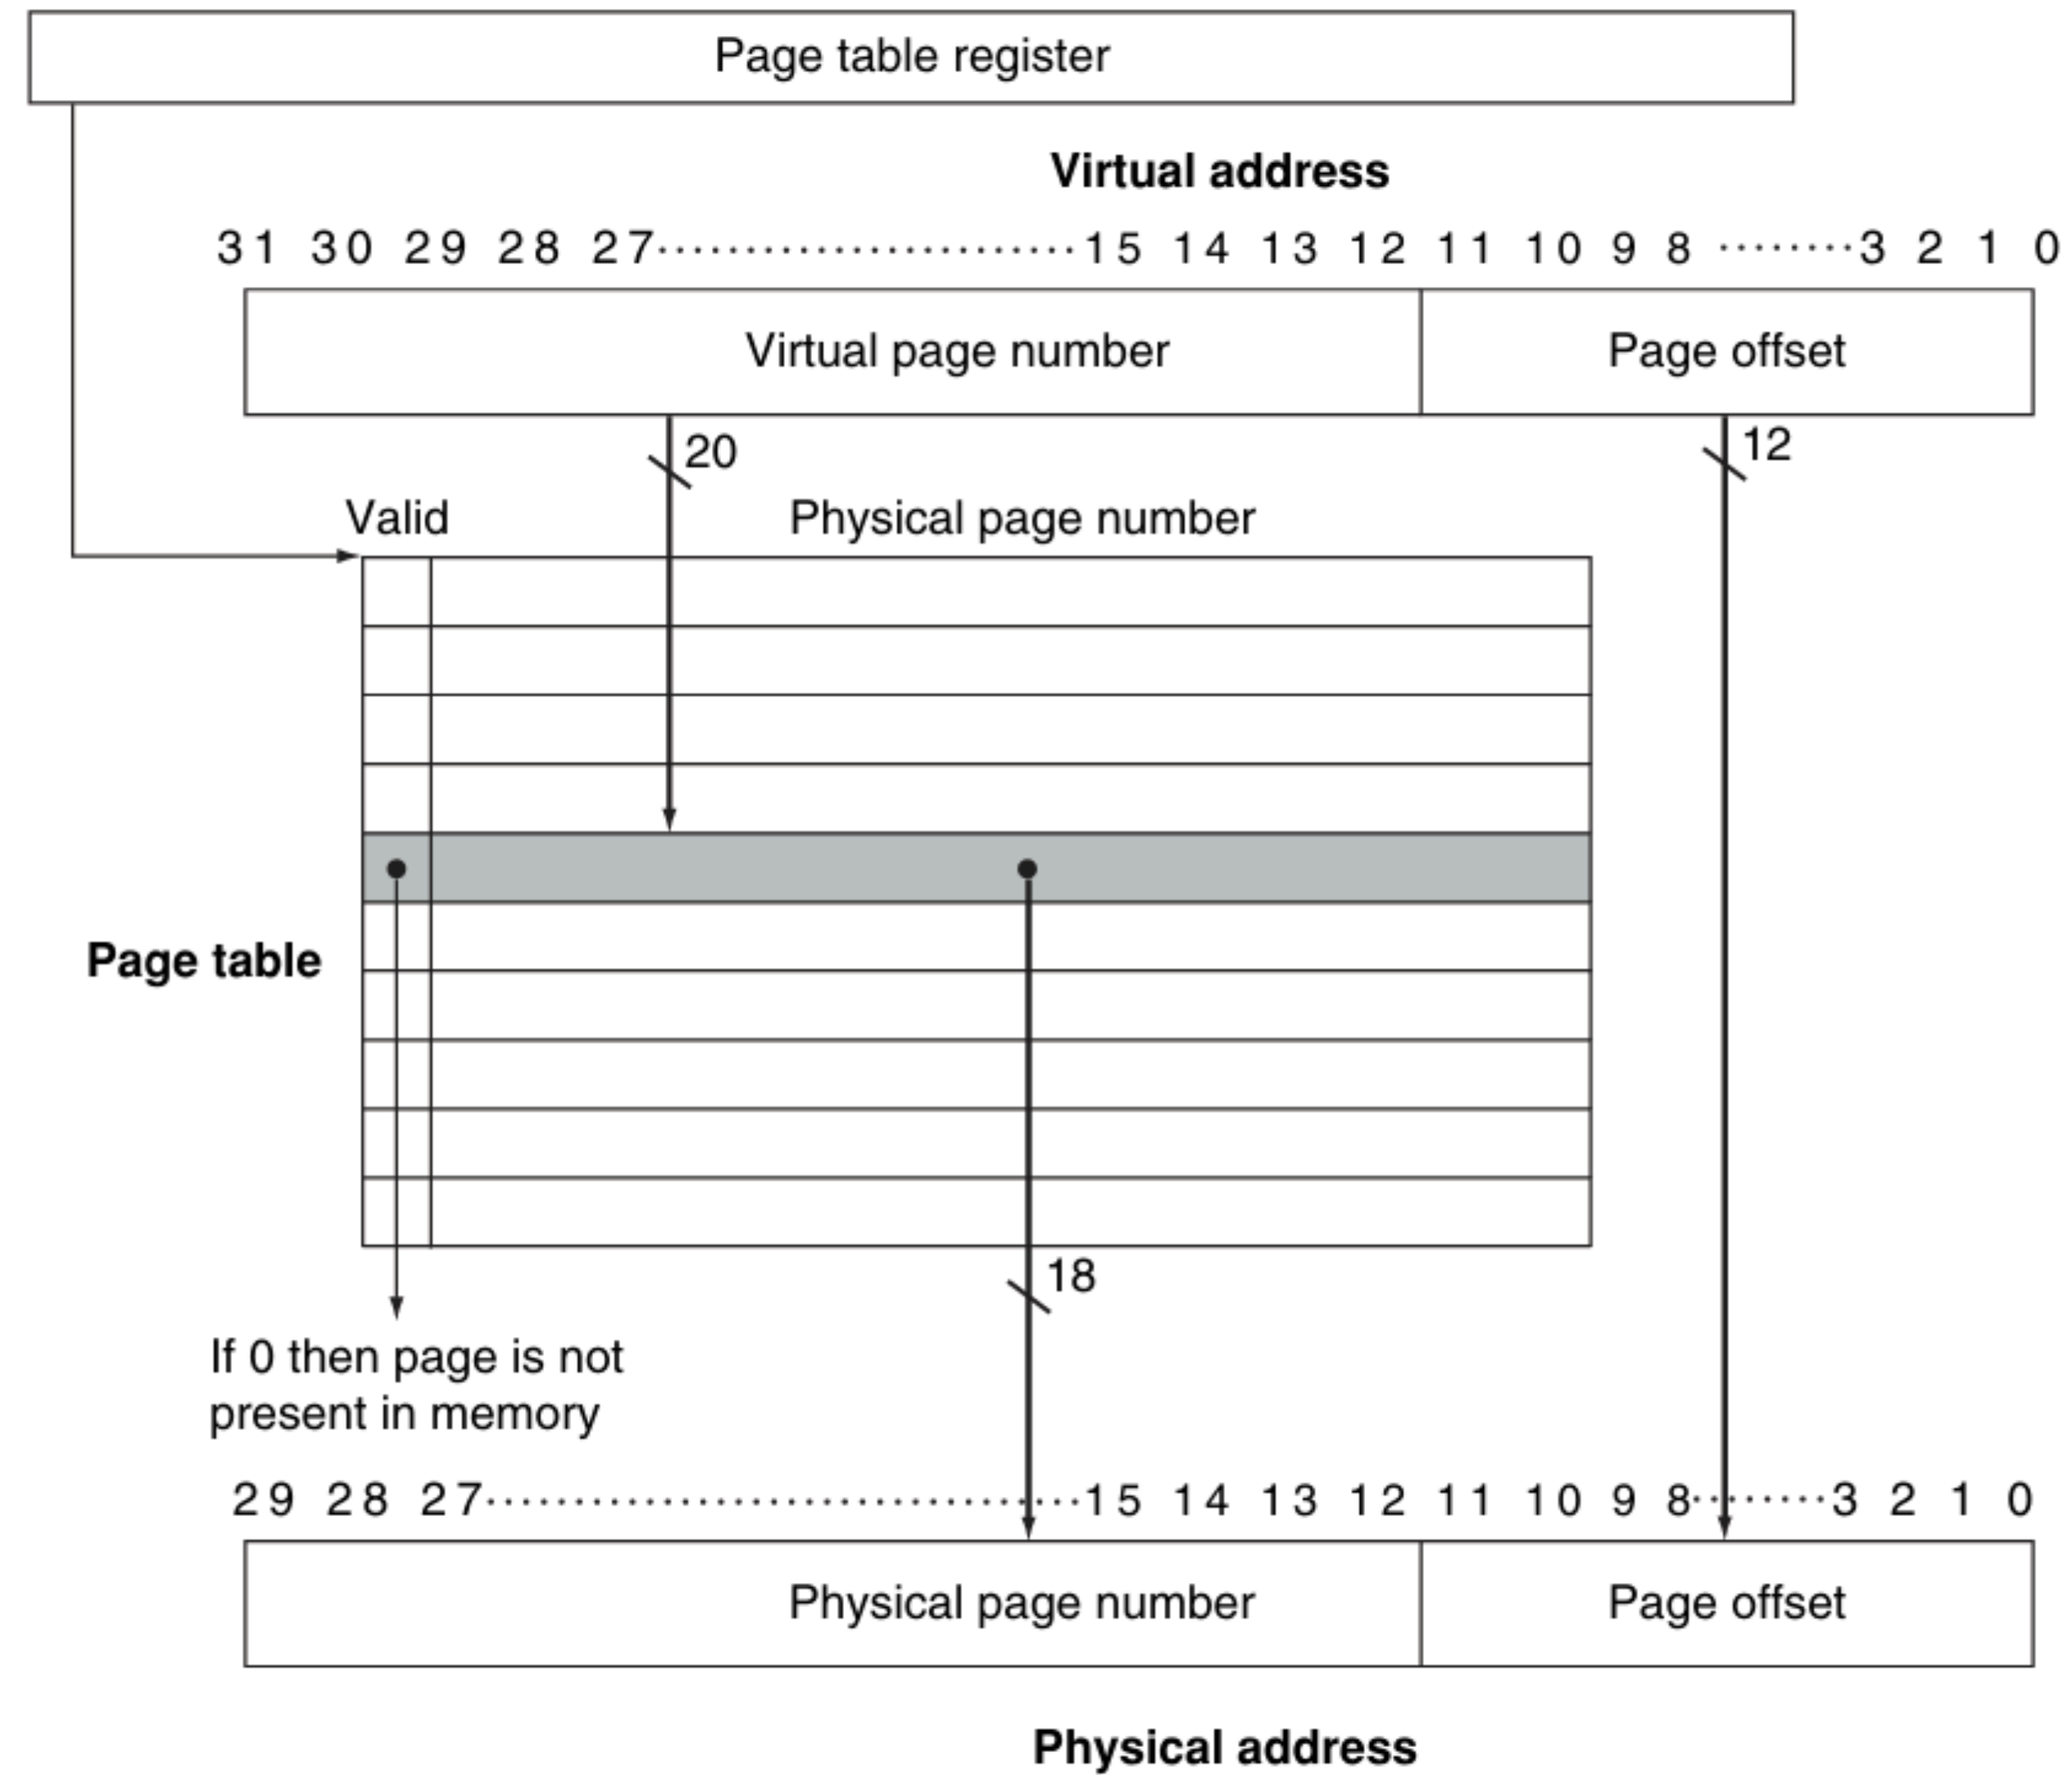 Page table register
Virtual address
31 30 29 28 27······················15 14 13 12 11 10 9 8 ········3 2 1 0
Virtual page number Page offset
20 12
Valid Physical page number
Page table
18
If 0 then page is not
present in memory
29 28 27·······························15 14 13 12 11 10 9 8········3 2 1 0
Physical page number Page offset
Physical address